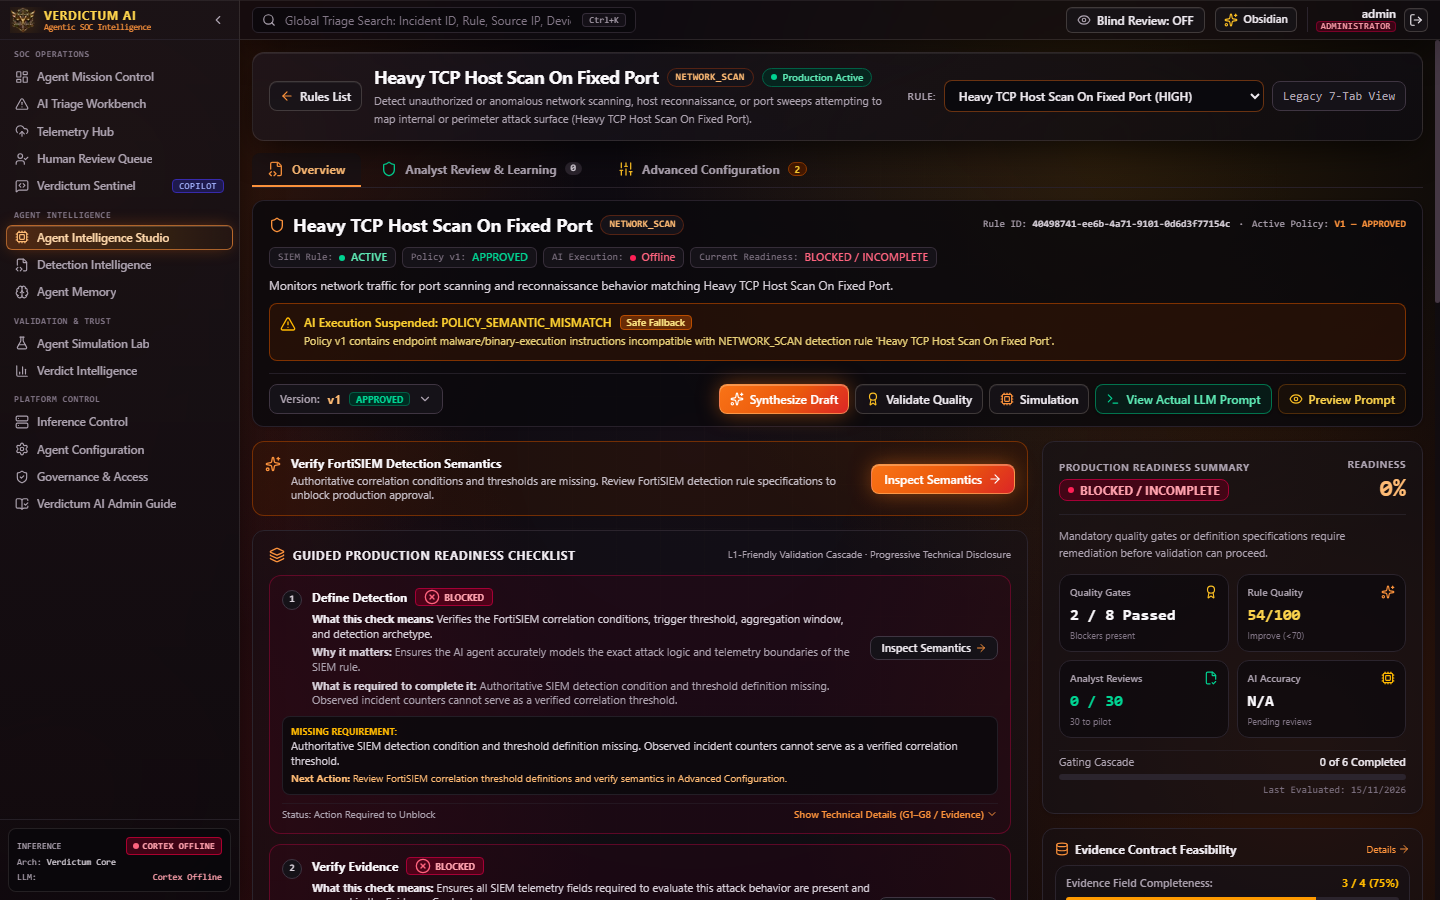 VERDICTUM AI
Agentic SOC Intelligence
SOC OPERATIONS
Agent Mission Control
AI Triage Workbench
Telemetry Hub
Human Review Queue
Verdictum Sentinel
COPILOT
AGENT INTELLIGENCE
Agent Intelligence Studio
Detection Intelligence
Agent Memory
VALIDATION & TRUST
Agent Simulation Lab
Verdict Intelligence
PLATFORM CONTROL
Inference Control
Agent Configuration
Governance & Access
Verdictum AI Admin Guide
INFERENCE
CORTEX OFFLINE
Arch: Verdictum Core
LLM:
Cortex Offline
Global Triage Search: Incident ID, Rule, Source IP, Devi
Ctrl+K
Blind Review: OFF
Obsidian
admin
ADMINISTRATOR
Rules List
Heavy TCP Host Scan On Fixed Port
NETWORK_SCAN
Production Active
Detect unauthorized or anomalous network scanning, host reconnaissance, or port sweeps attempting to
map internal or perimeter attack surface (Heavy TCP Host Scan On Fixed Port).
RULE:
Heavy TCP Host Scan On Fixed Port (HIGH)
Legacy 7-Tab View
Overview
Analyst Review & Learning
0
Advanced Configuration
2
Heavy TCP Host Scan On Fixed Port
NETWORK_SCAN
Rule ID: 40498741-ee6b-4a71-9101-0d6d3f77154c · Active Policy: V1 — APPROVED
SIEM Rule: ACTIVE
Policy v1: APPROVED
AI Execution: Offline
Current Readiness: BLOCKED / INCOMPLETE
Monitors network traffic for port scanning and reconnaissance behavior matching Heavy TCP Host Scan On Fixed Port.
AI Execution Suspended: POLICY_SEMANTIC_MISMATCH
Safe Fallback
Policy v1 contains endpoint malware/binary-execution instructions incompatible with NETWORK_SCAN detection rule 'Heavy TCP Host Scan On Fixed Port'.
Version: v1 APPROVED
Synthesize Draft
Validate Quality
Simulation
View Actual LLM Prompt
Preview Prompt
Verify FortiSIEM Detection Semantics
Authoritative correlation conditions and thresholds are missing. Review FortiSIEM detection rule specifications to
unblock production approval.
Inspect Semantics
GUIDED PRODUCTION READINESS CHECKLIST
L1-Friendly Validation Cascade · Progressive Technical Disclosure
1
Define Detection
BLOCKED
What this check means: Verifies the FortiSIEM correlation conditions, trigger threshold, aggregation window,
and detection archetype.
Why it matters: Ensures the AI agent accurately models the exact attack logic and telemetry boundaries of the
SIEM rule.
What is required to complete it: Authoritative SIEM detection condition and threshold definition missing.
Observed incident counters cannot serve as a verified correlation threshold.
Inspect Semantics
MISSING REQUIREMENT:
Authoritative SIEM detection condition and threshold definition missing. Observed incident counters cannot serve as a verified correlation
threshold.
Next Action: Review FortiSIEM correlation threshold definitions and verify semantics in Advanced Configuration.
Status: Action Required to Unblock
Show Technical Details (G1–G8 / Evidence)
2
Verify Evidence
BLOCKED
What this check means: Ensures all SIEM telemetry fields required to evaluate this attack behavior are present and
PRODUCTION READINESS SUMMARY
BLOCKED / INCOMPLETE
READINESS
0%
Mandatory quality gates or definition specifications require
remediation before validation can proceed.
Quality Gates
2 / 8 Passed
Blockers present
Rule Quality
54/100
Improve (<70)
Analyst Reviews
0 / 30
30 to pilot
AI Accuracy
N/A
Pending reviews
Gating Cascade
0 of 6 Completed
Last Evaluated: 15/11/2026
Evidence Contract Feasibility
Details
Evidence Field Completeness:
3 / 4 (75%)